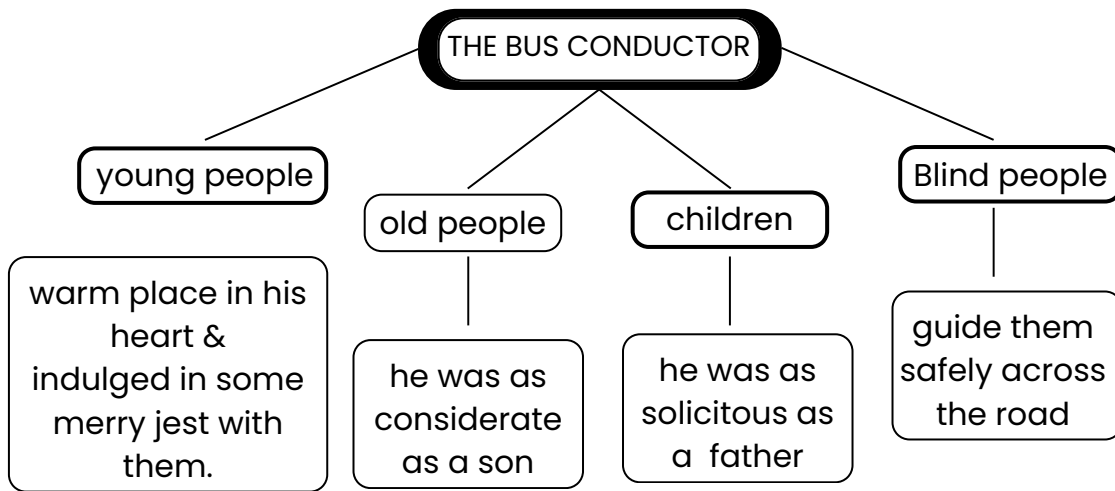 THE BUS CONDUCTOR
young people
warm place in his
heart &
indulged in some
merry jest with
them.
old people
he was as
considerate
as a son
children
he was as
solicitous as
a father
Blind people
guide them
safely across
the road